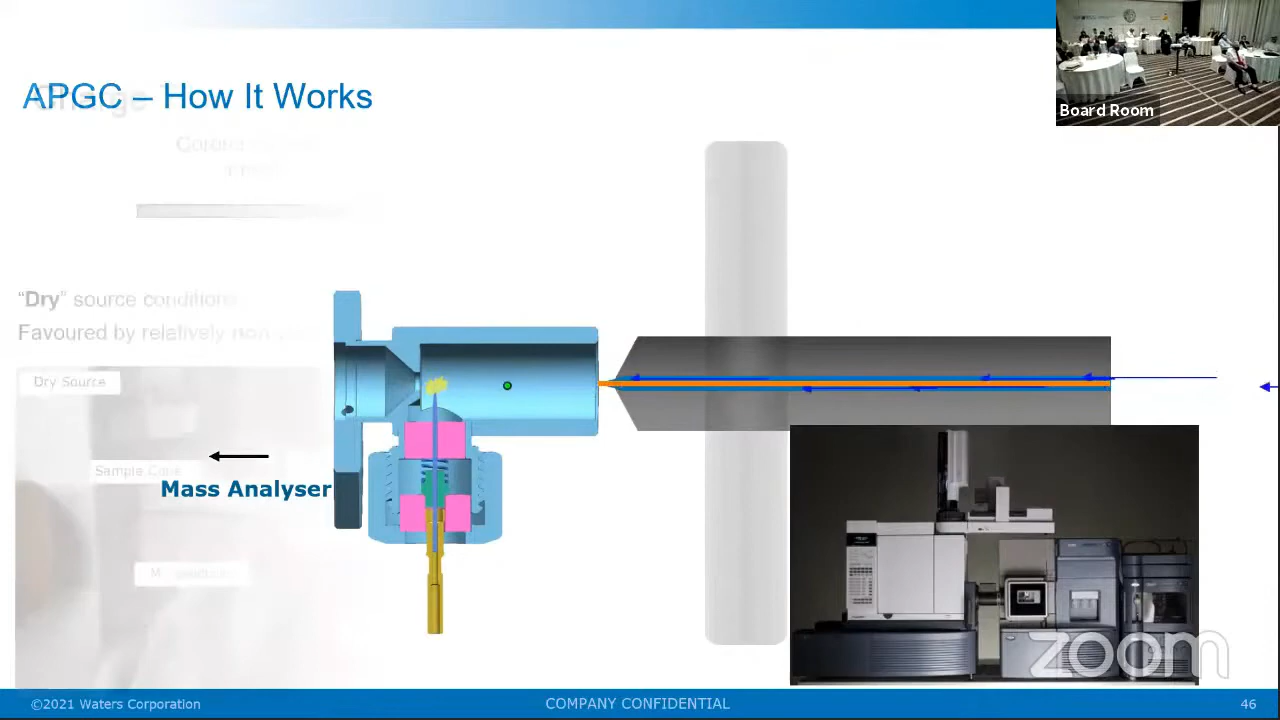 APGC – How It Works
Board Room
"Dry" source conditions
Favoured by relatively non
Dry Source
Sample Cone
Mass Analyser
zoom
©2021 Waters Corporation
COMPANY CONFIDENTIAL
46